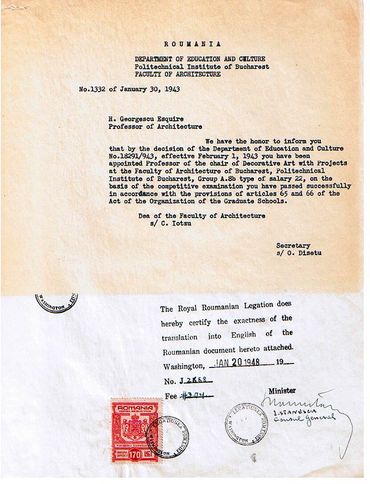 ROUMANIA
DEPARTMENT OF EDUCATION AND CULTURE
Politechnical Institute of Bucharest
FACULTY OF ARCHITECTURE
No.1332 of January 30, 1943
H. Georgescu Esquire
Professor of Architecture
We have the honor to inform you
that by the decision of the Department of Education and Culture
No.18291/943, effective February 1, 1943 you have been
appointed Professor of the chair of Decorative Art with Projects
at the Faculty of Architecture of Bucharest, Politechnical
Institute of Bucharest, Group A.8b type of salary 22, on the
basis of the competitive examination you have passed successfully
in accordance with the provisions of articles 65 and 66 of the
Act of the Organization of the Graduate Schools.
Dea of the Faculty of Architecture
s/ C. Iotsu
Secretary
s/ O. Disetu
The Royal Roumanian Legation does
hereby certify the exactness of the
translation into English of the
Roumanian document hereto attached.
Washington, JAN 20 1948 19
No.
Fee
Minister
Consul General
ROMANIA
170
WASHINGTON